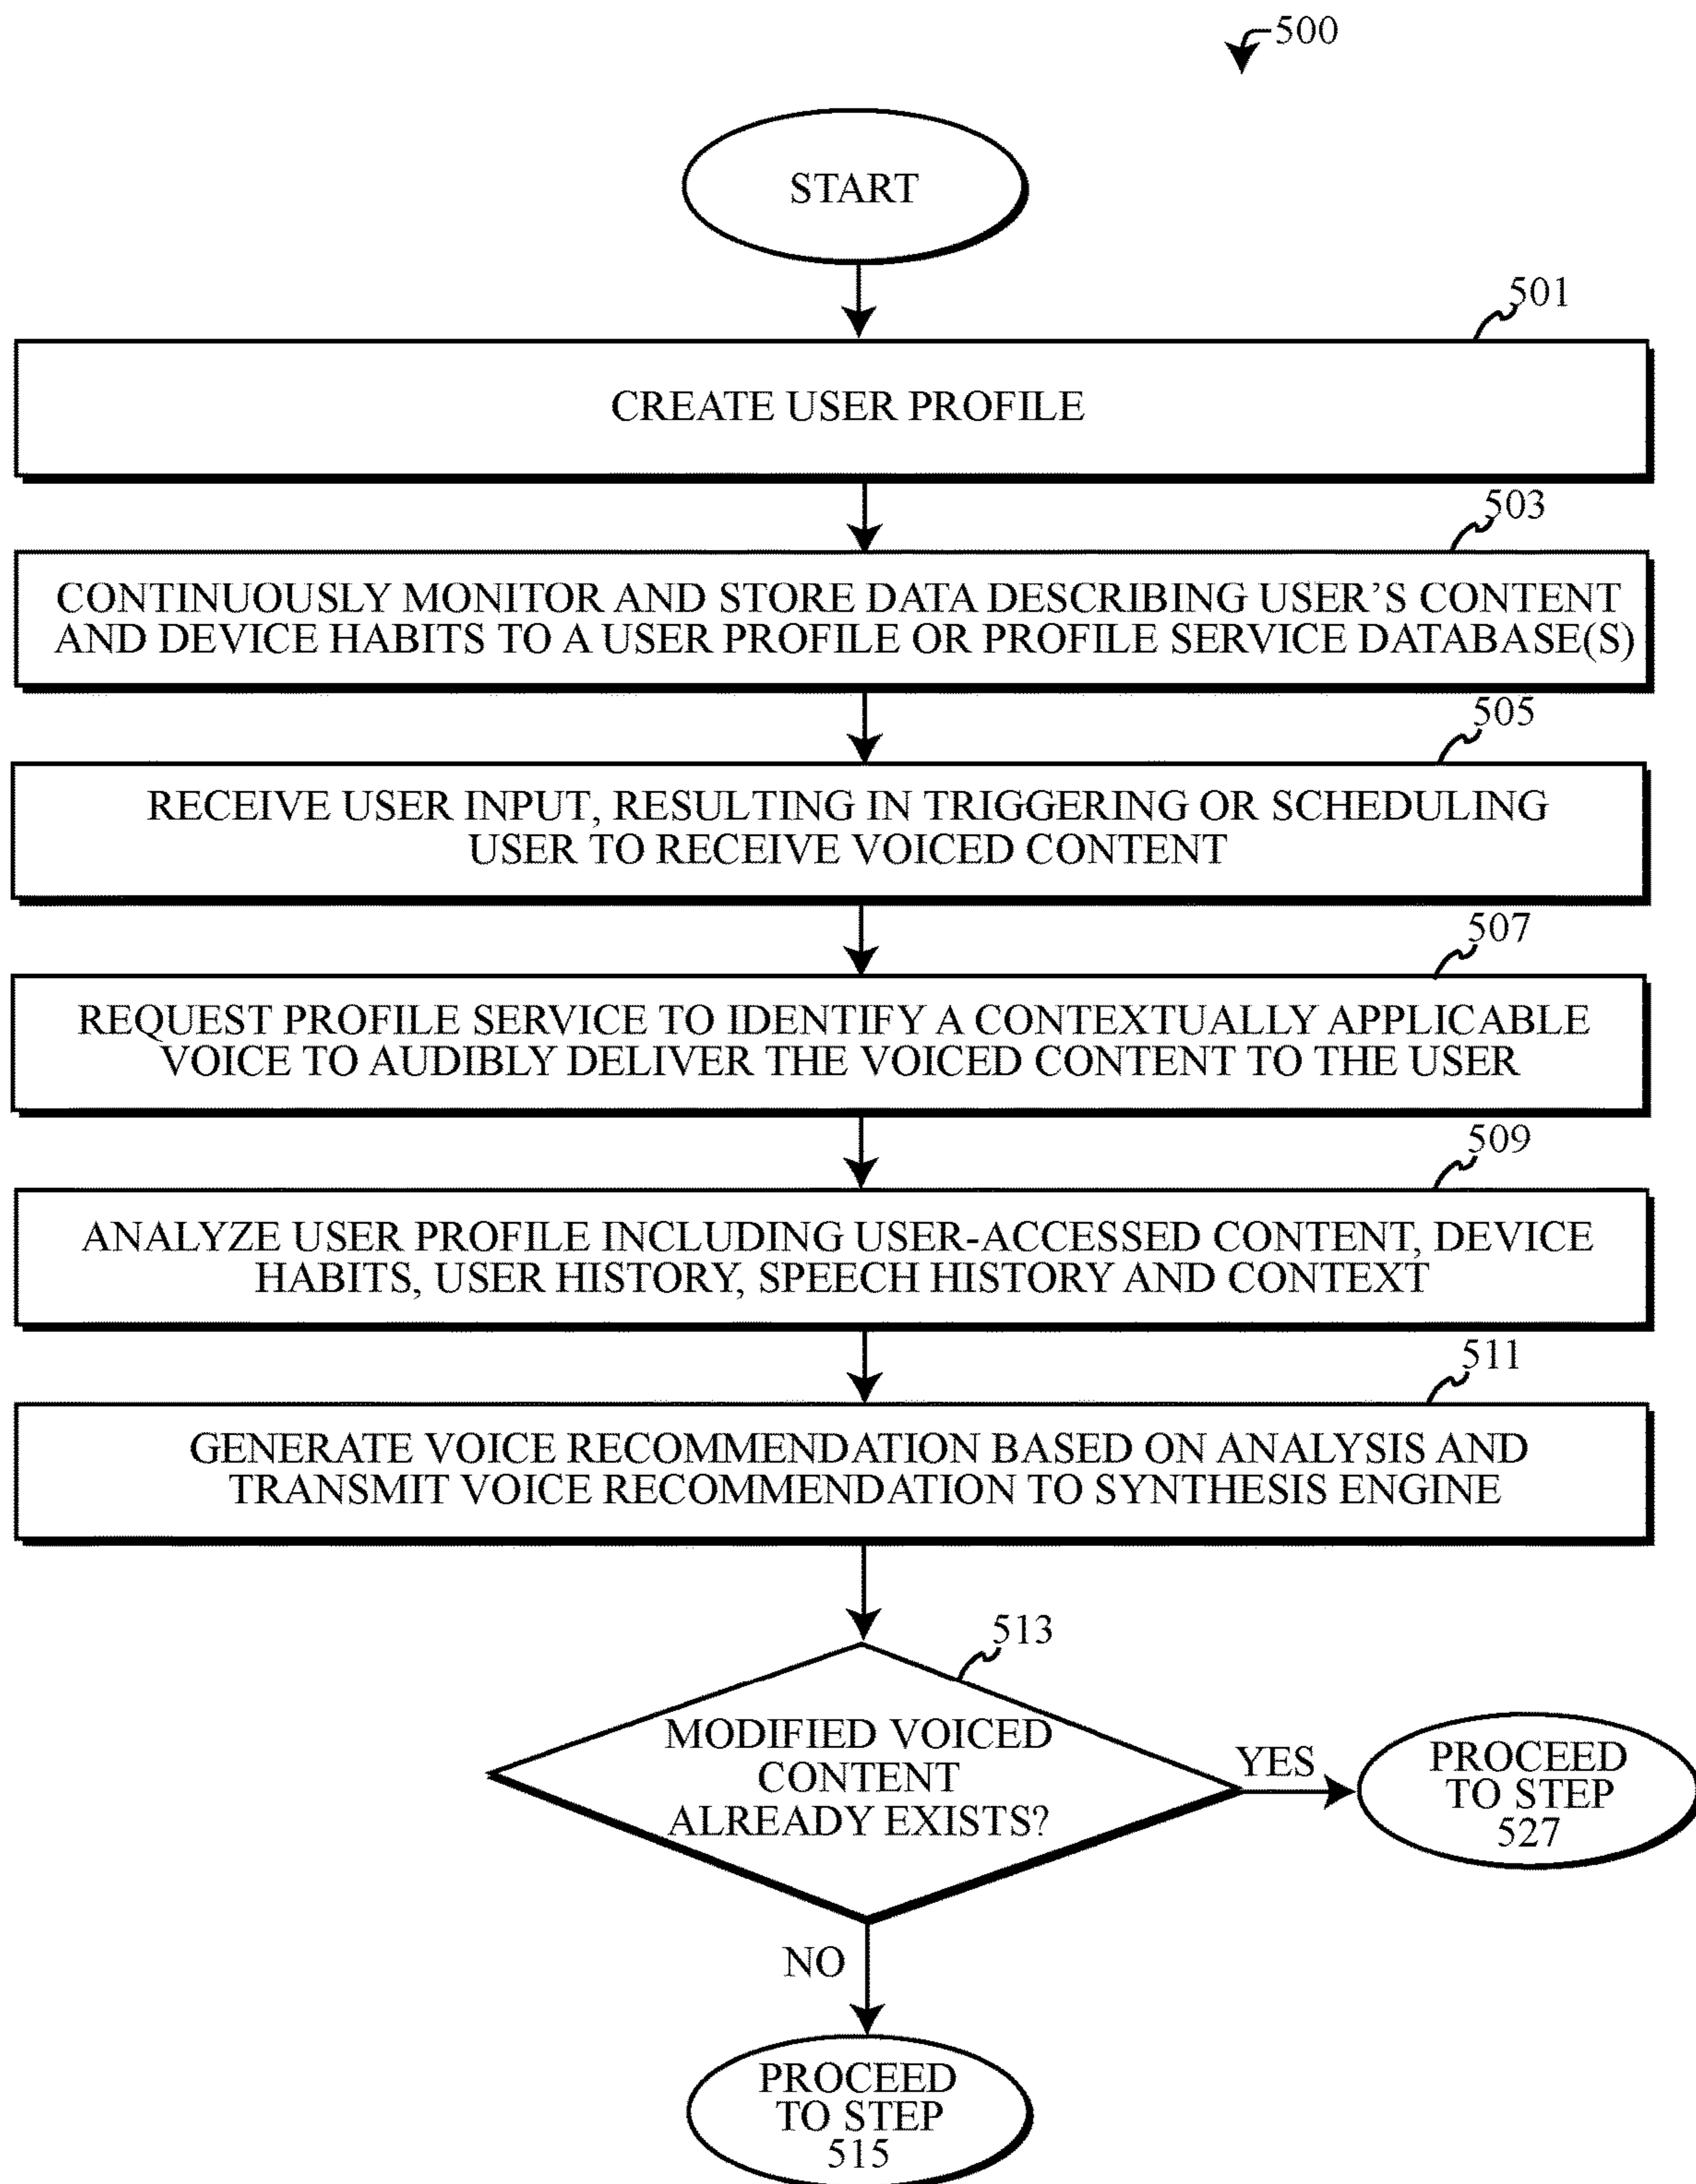 500
START
501
CREATE USER PROFILE
503
CONTINUOUSLY MONITOR AND STORE DATA DESCRIBING USER'S CONTENT
AND DEVICE HABITS TO A USER PROFILE OR PROFILE SERVICE DATABASE(S)
505
RECEIVE USER INPUT, RESULTING IN TRIGGERING OR SCHEDULING
USER TO RECEIVE VOICED CONTENT
507
REQUEST PROFILE SERVICE TO IDENTIFY A CONTEXTUALLY APPLICABLE
VOICE TO AUDIBLY DELIVER THE VOICED CONTENT TO THE USER
509
ANALYZE USER PROFILE INCLUDING USER-ACCESSED CONTENT, DEVICE
HABITS, USER HISTORY, SPEECH HISTORY AND CONTEXT
511
GENERATE VOICE RECOMMENDATION BASED ON ANALYSIS AND
TRANSMIT VOICE RECOMMENDATION TO SYNTHESIS ENGINE
513
MODIFIED VOICED
CONTENT
ALREADY EXISTS?
YES
PROCEED
TO STEP
527
NO
PROCEED
TO STEP
515